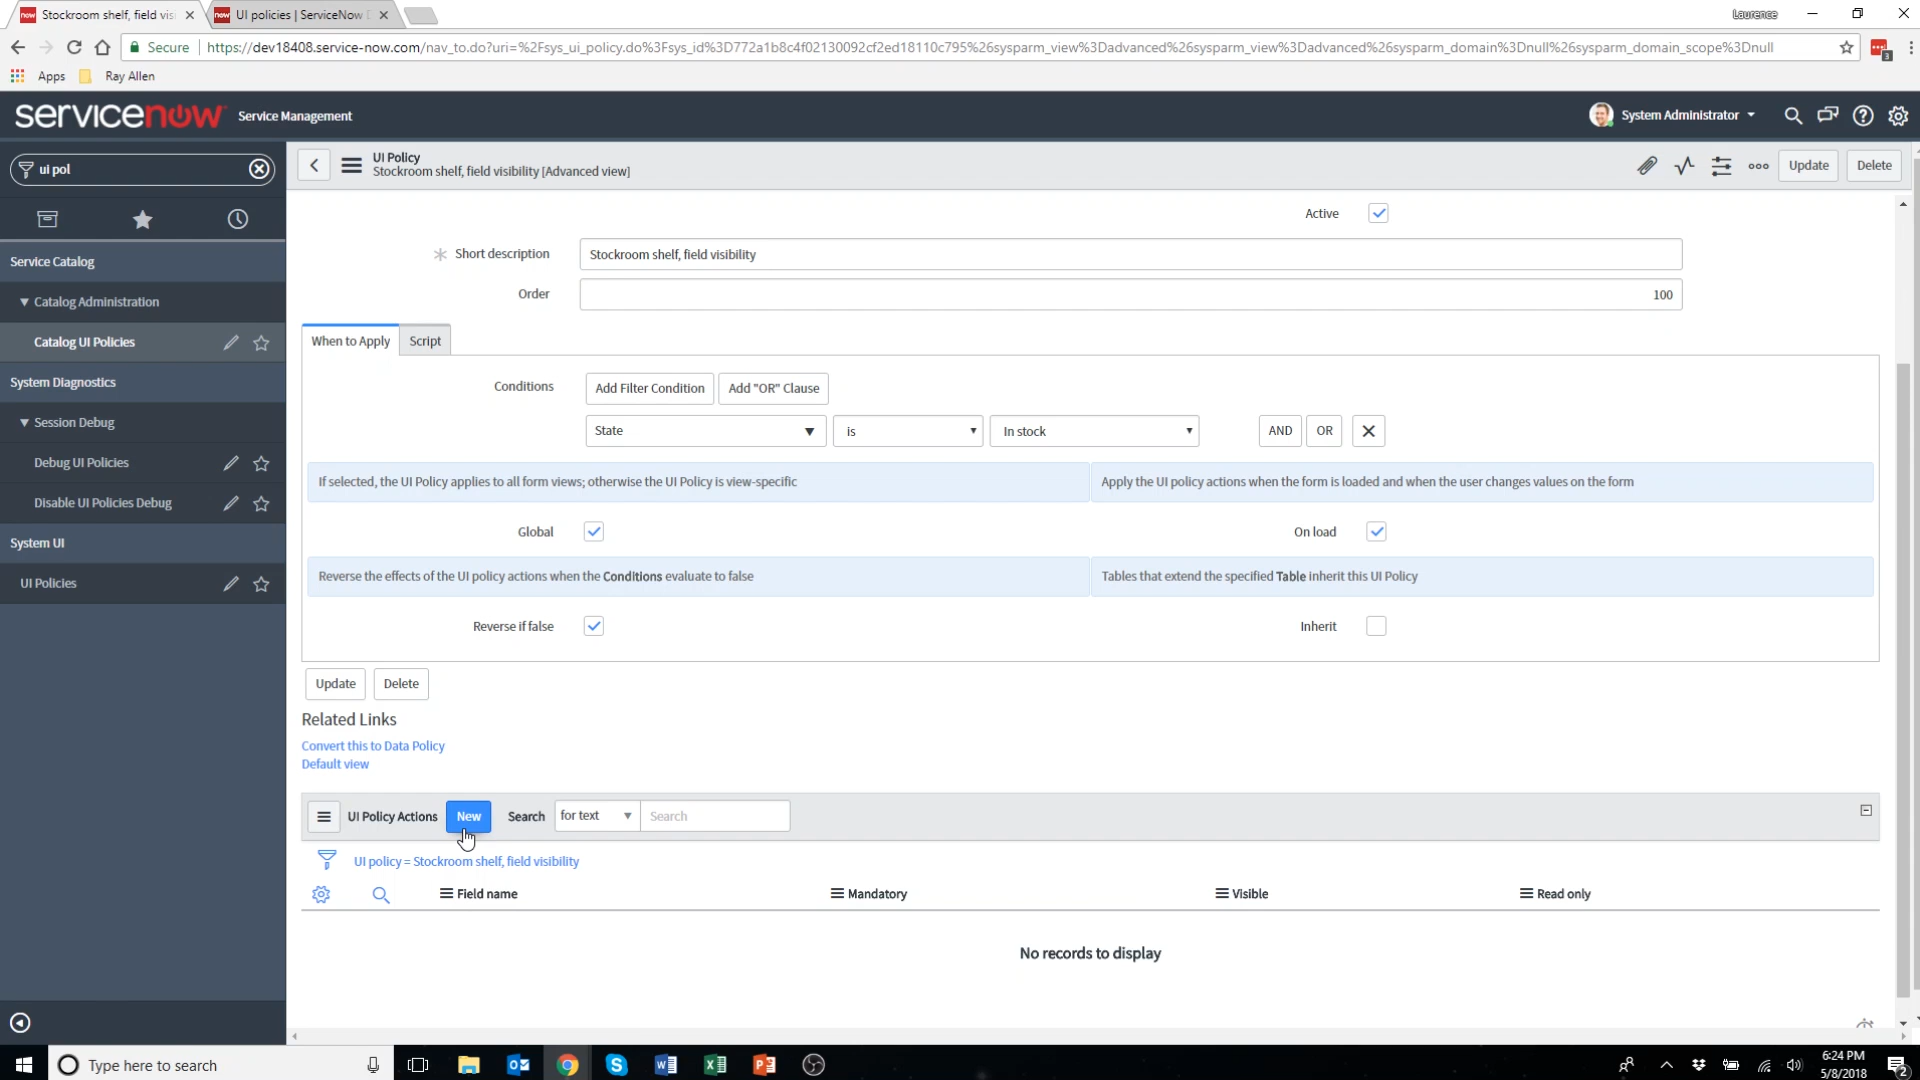 Stockroom shelf, field vis
UI policies | ServiceNow
Laurence
Secure
https://dev18408.service-now.com/nav_to.do?uri=%2Fsys_ui_policy.do%3Fsys_id%3D772a1b8c4f02130092cf2ed18110c795%26sysparm_view%3Dadvanced%26sysparm_view%3Dadvanced%26sysparm_domain%3Dnull%26sysparm_domain_scope%3Dnull
3
Apps
Ray Allen
servicenow
Service Management
System Administrator
ui pol
UI Policy
Stockroom shelf, field visibility [Advanced view]
Update
Delete
Service Catalog
Catalog Administration
Catalog UI Policies
System Diagnostics
Session Debug
Debug UI Policies
Disable UI Policies Debug
System UI
UI Policies
Active
Short description
Stockroom shelf, field visibility
Order
100
When to Apply
Script
Conditions
Add Filter Condition
Add "OR" Clause
State
is
In stock
AND
OR
If selected, the UI Policy applies to all form views; otherwise the UI Policy is view-specific
Apply the UI policy actions when the form is loaded and when the user changes values on the form
Global
On load
Reverse the effects of the UI policy actions when the Conditions evaluate to false
Tables that extend the specified Table inherit this UI Policy
Reverse if false
Inherit
Update
Delete
Related Links
Convert this to Data Policy
Default view
UI Policy Actions
New
Search
for text
Search
UI policy = Stockroom shelf, field visibility
Field name
Mandatory
Visible
Read only
No records to display
Type here to search
6:24 PM
5/8/2018
2